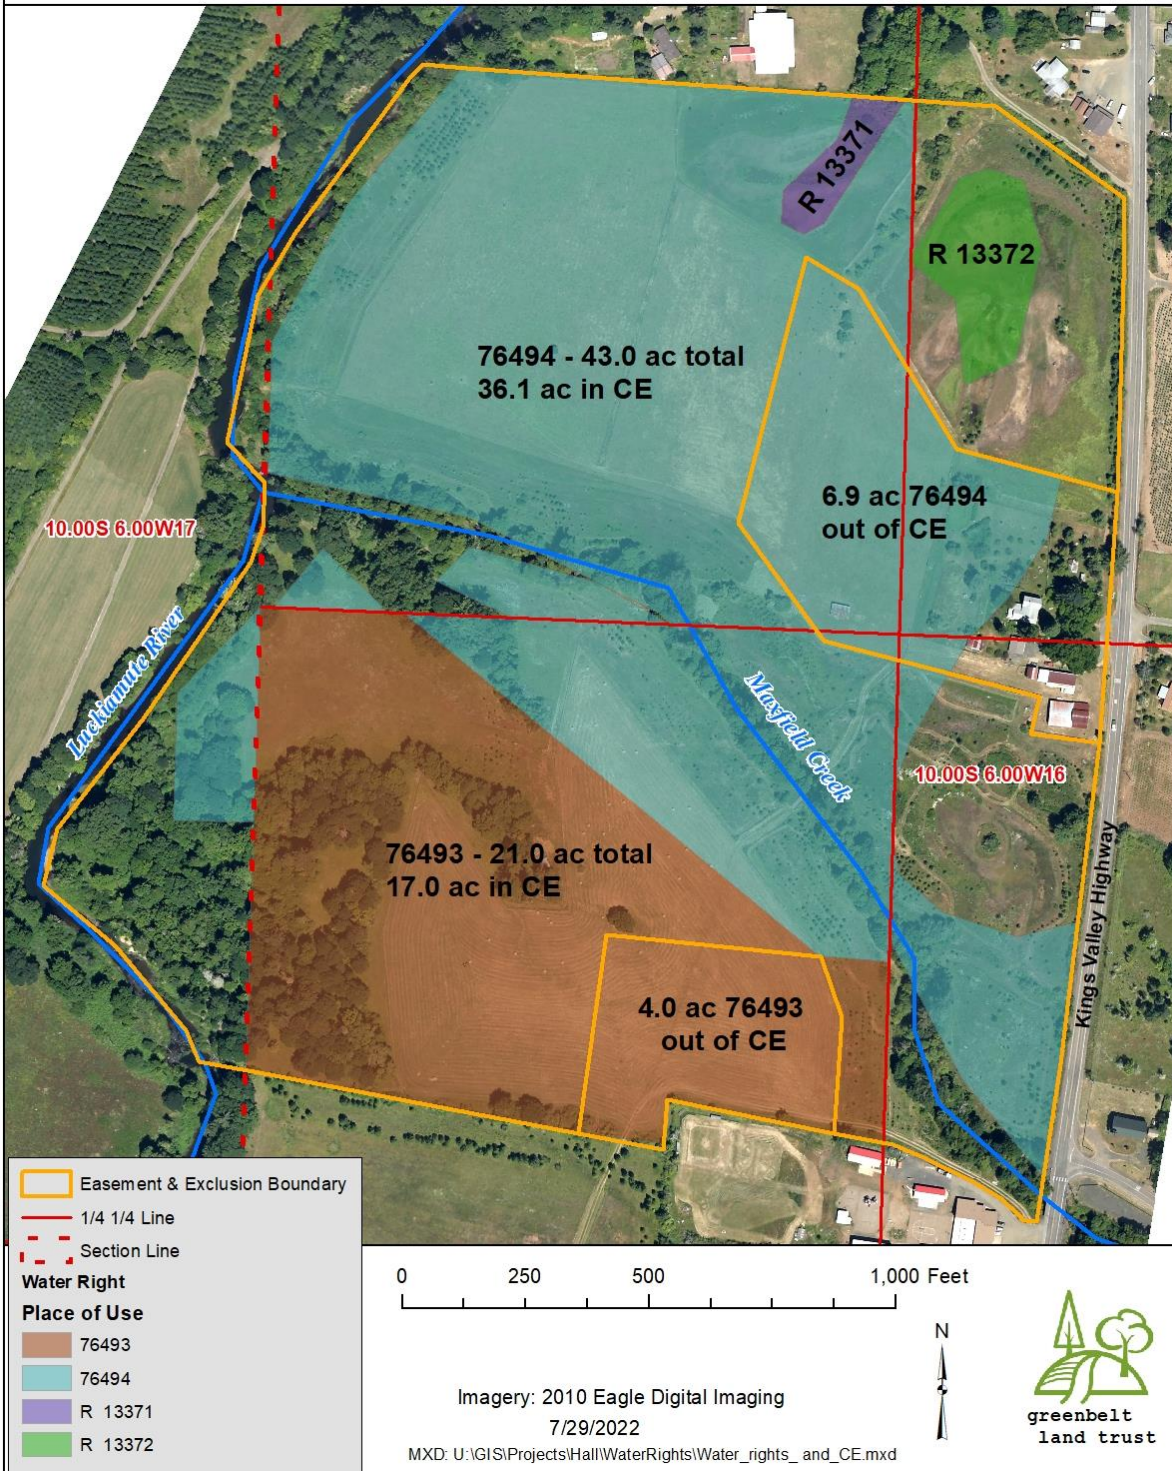 R 13371
R 13372
76494 - 43.0 ac total
36.1 ac in CE
6.9 ac 76494
out of CE
10.00S 6.00W17
Luckiamute River
Maxfield Creek
10.00S 6.00W16
76493 - 21.0 ac total
17.0 ac in CE
Kings Valley Highway
4.0 ac 76493
out of CE
Easement & Exclusion Boundary
1/4 1/4 Line
Section Line
Water Right
Place of Use
76493
76494
R 13371
R 13372
0 250 500 1,000 Feet
N
Imagery: 2010 Eagle Digital Imaging
7/29/2022
MXD: U:\GIS\Projects\Hall\WaterRights\Water_rights_ and_CE.mxd
greenbelt
land trust